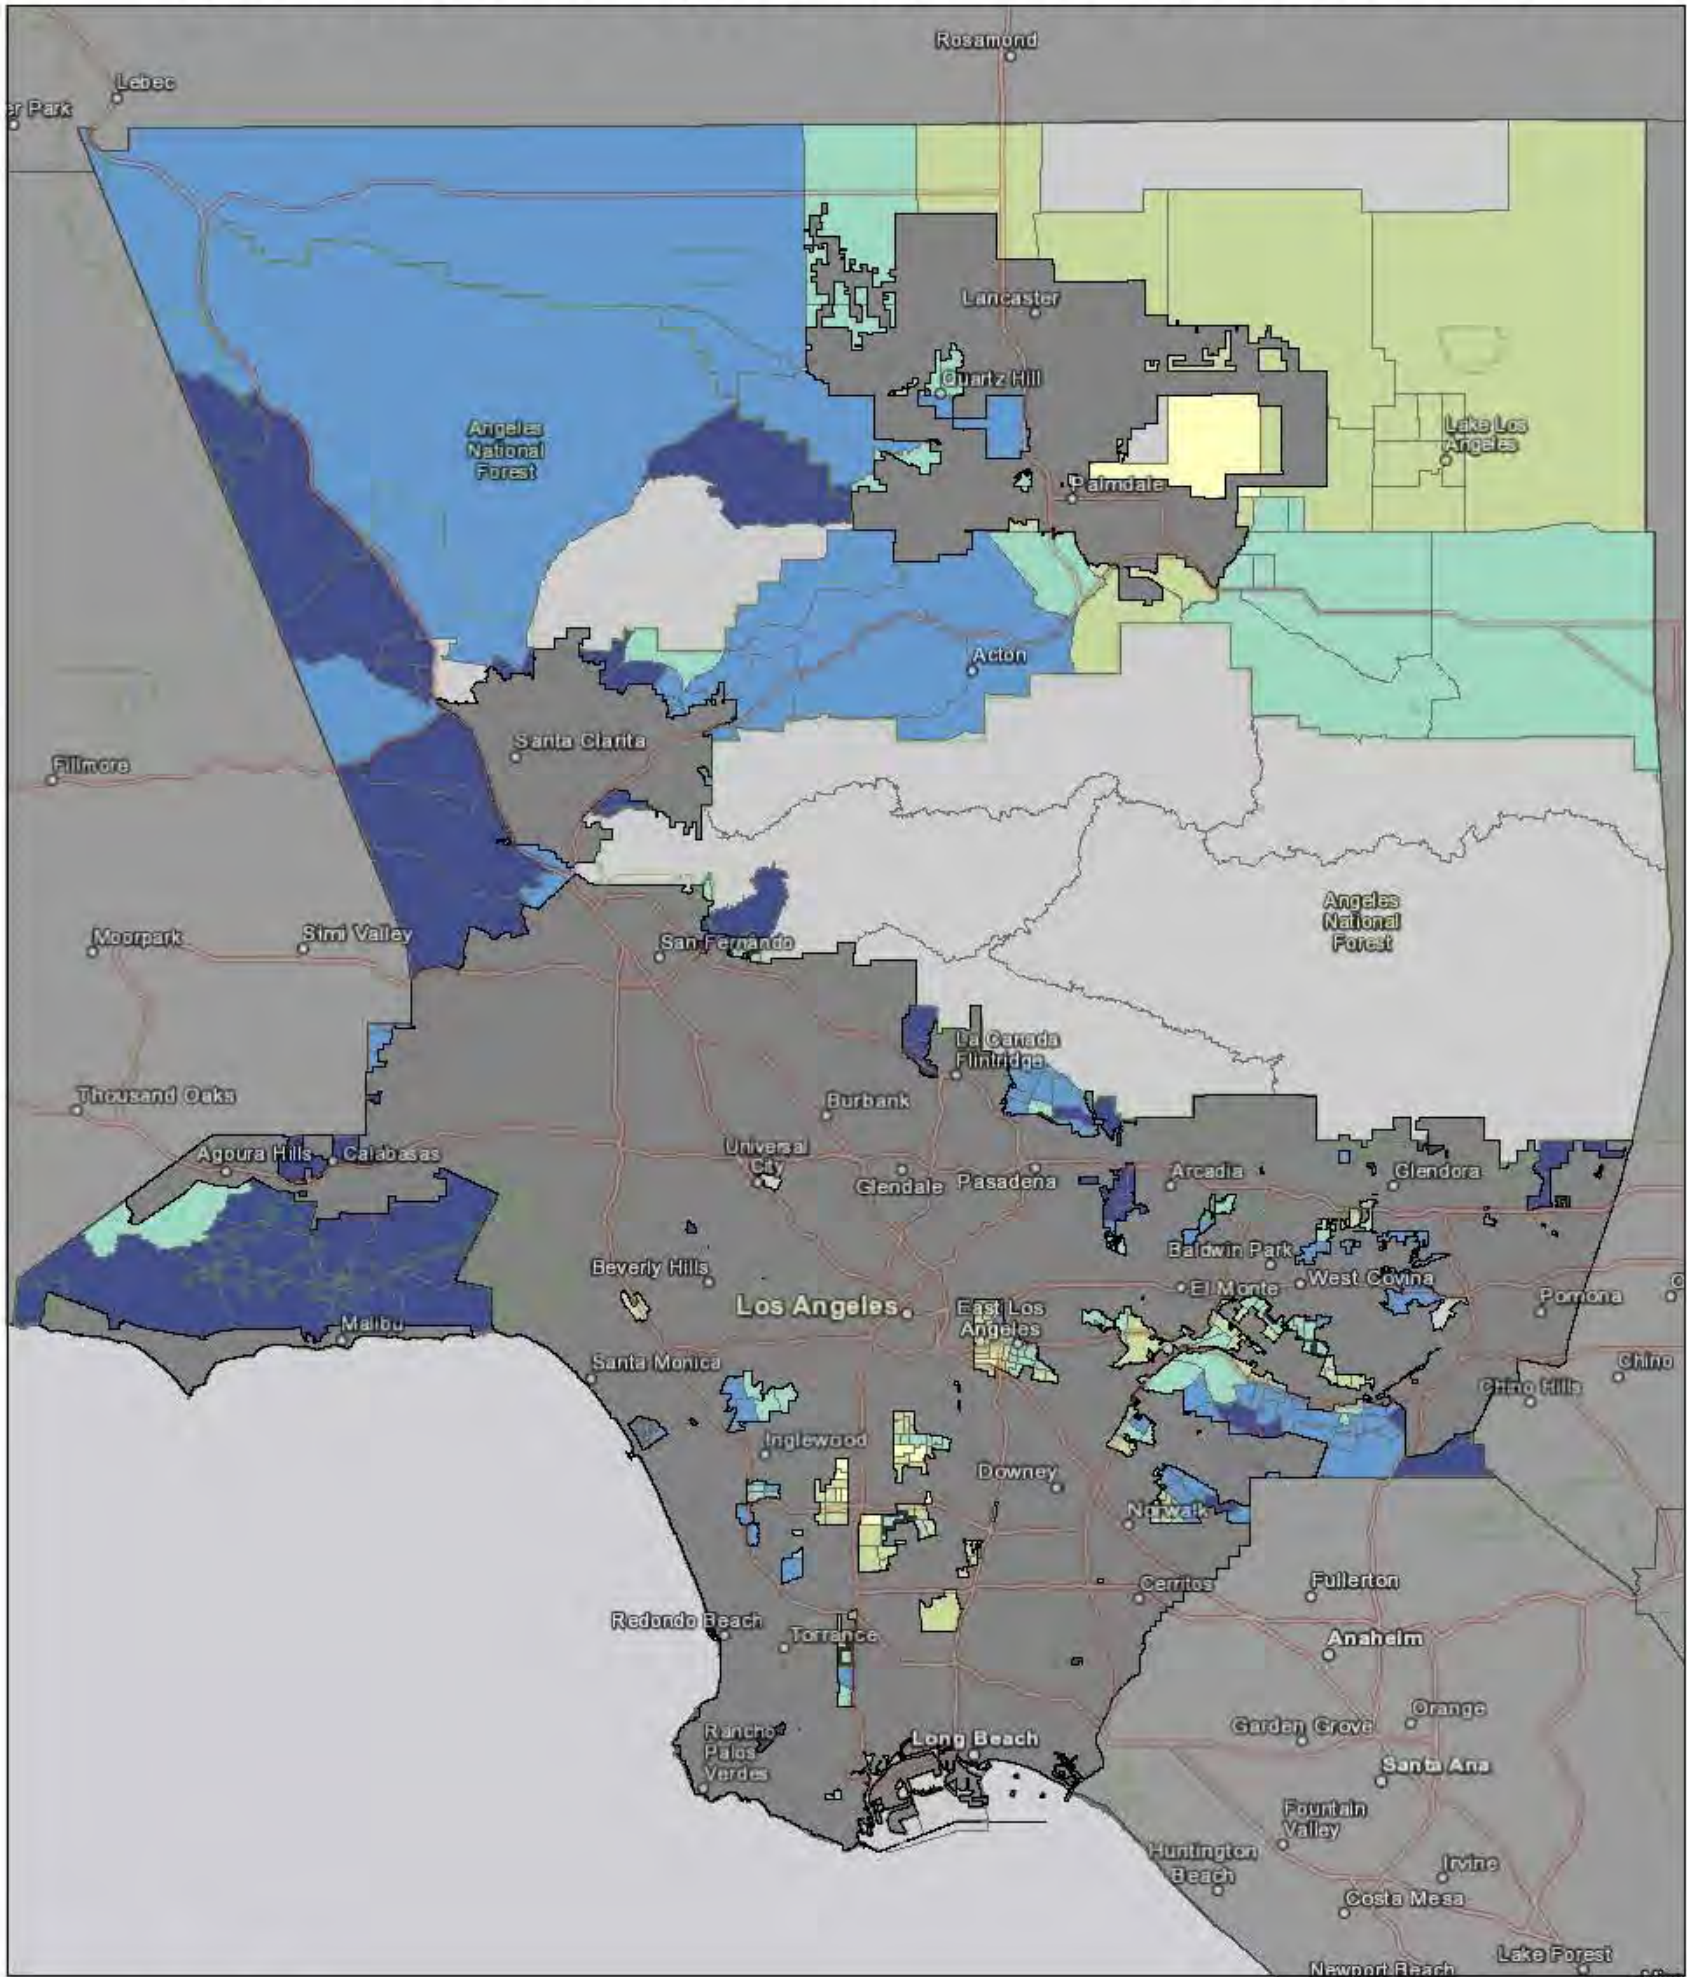 Rosamond
Lebec
er Park
Lancaster
Quartz Hill
Angeles
National
Forest
Lake Los
Angeles
Palmdale
Acton
Santa Clarita
Fillmore
Angeles
National
Forest
Moorpark
Simi Valley
San Fernando
La Canada
Flintridge
Thousand Oaks
Burbank
Agoura Hills
Calabasas
Universal
City
Glendale
Pasadena
Arcadia
Glendora
Baldwin Park
Beverly Hills
El Monte
West Covina
Los Angeles
East Los
Angeles
Pomona
O
Malibu
Santa Monica
Chino
Chino Hills
Inglewood
Downey
Norwalk
Cerritos
Fullerton
Redondo Beach
Torrance
Anaheim
Rancho
Palos
Verdes
Long Beach
Orange
Garden Grove
Santa Ana
Fountain
Valley
Huntington
Beach
Irvine
Costa Mesa
Lake Forest
Newport Beach